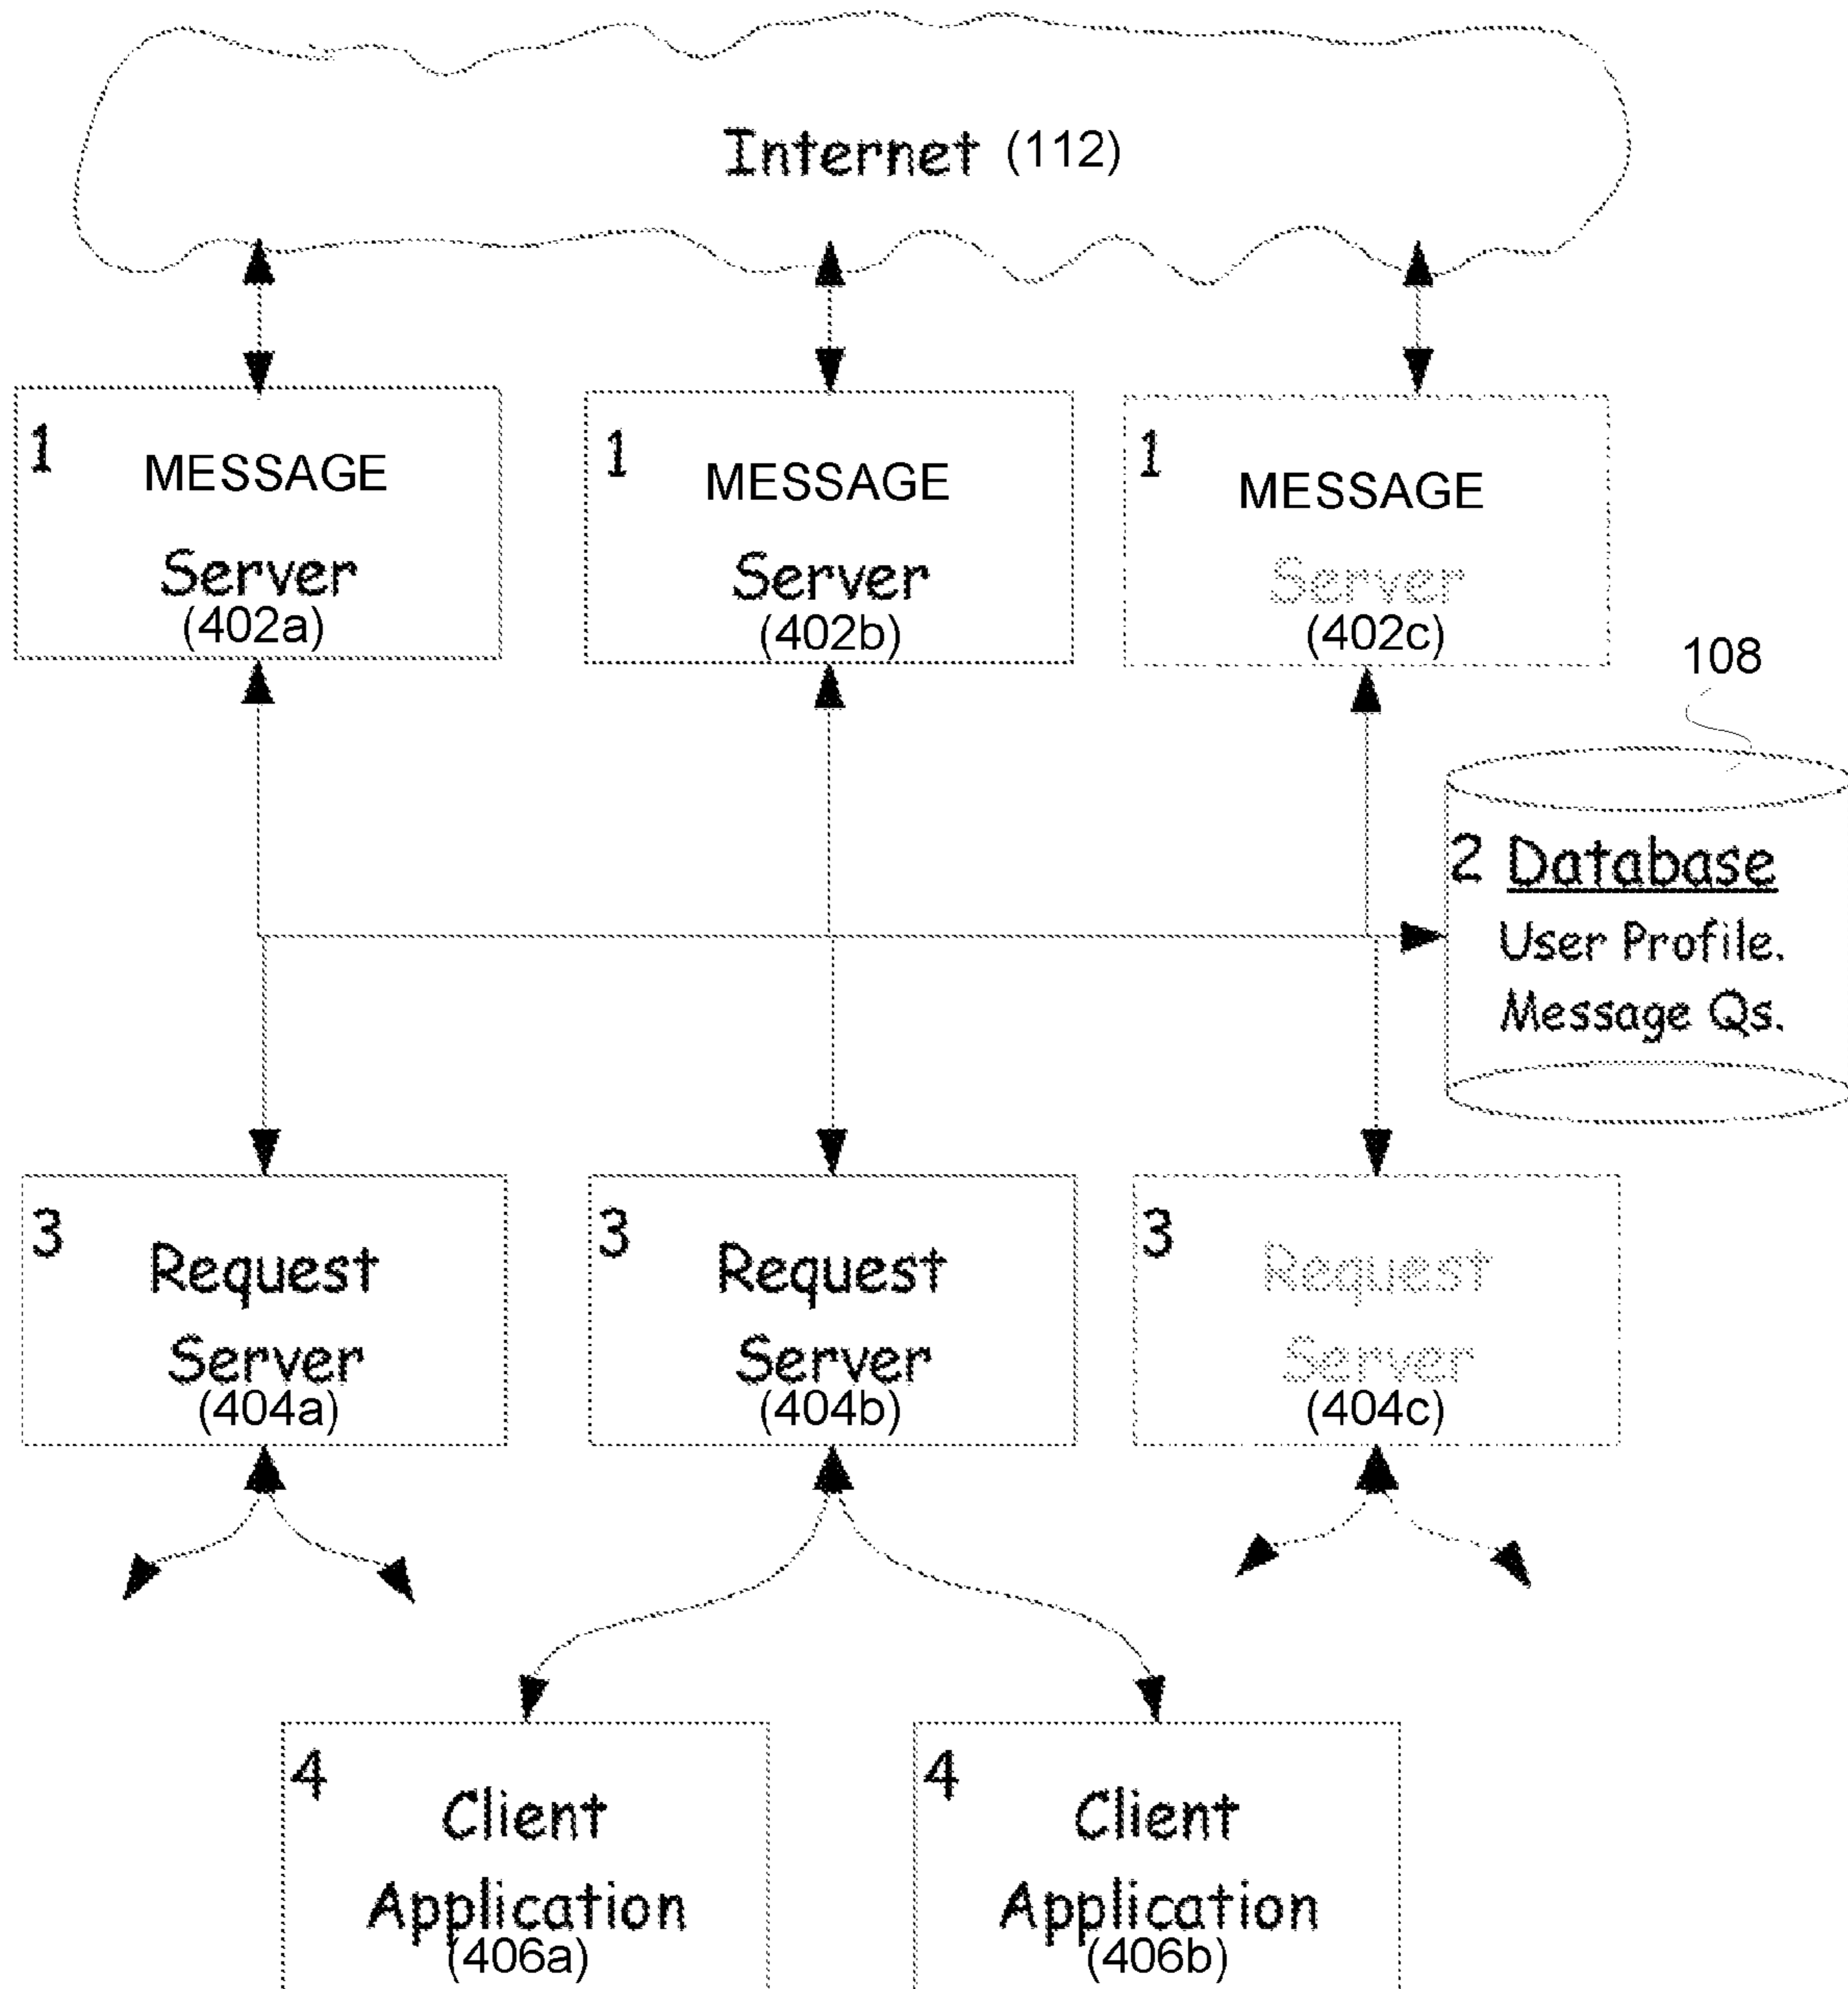 Internet (112)
1
MESSAGE
Server
(402a)
1
MESSAGE
Server
(402b)
1
MESSAGE
Server
(402c)
108
2 Database
User Profile.
Message Qs.
3
Request
Server
(404a)
3
Request
Server
(404b)
3
Request
Server
(404c)
4
Client
Application
(406a)
4
Client
Application
(406b)